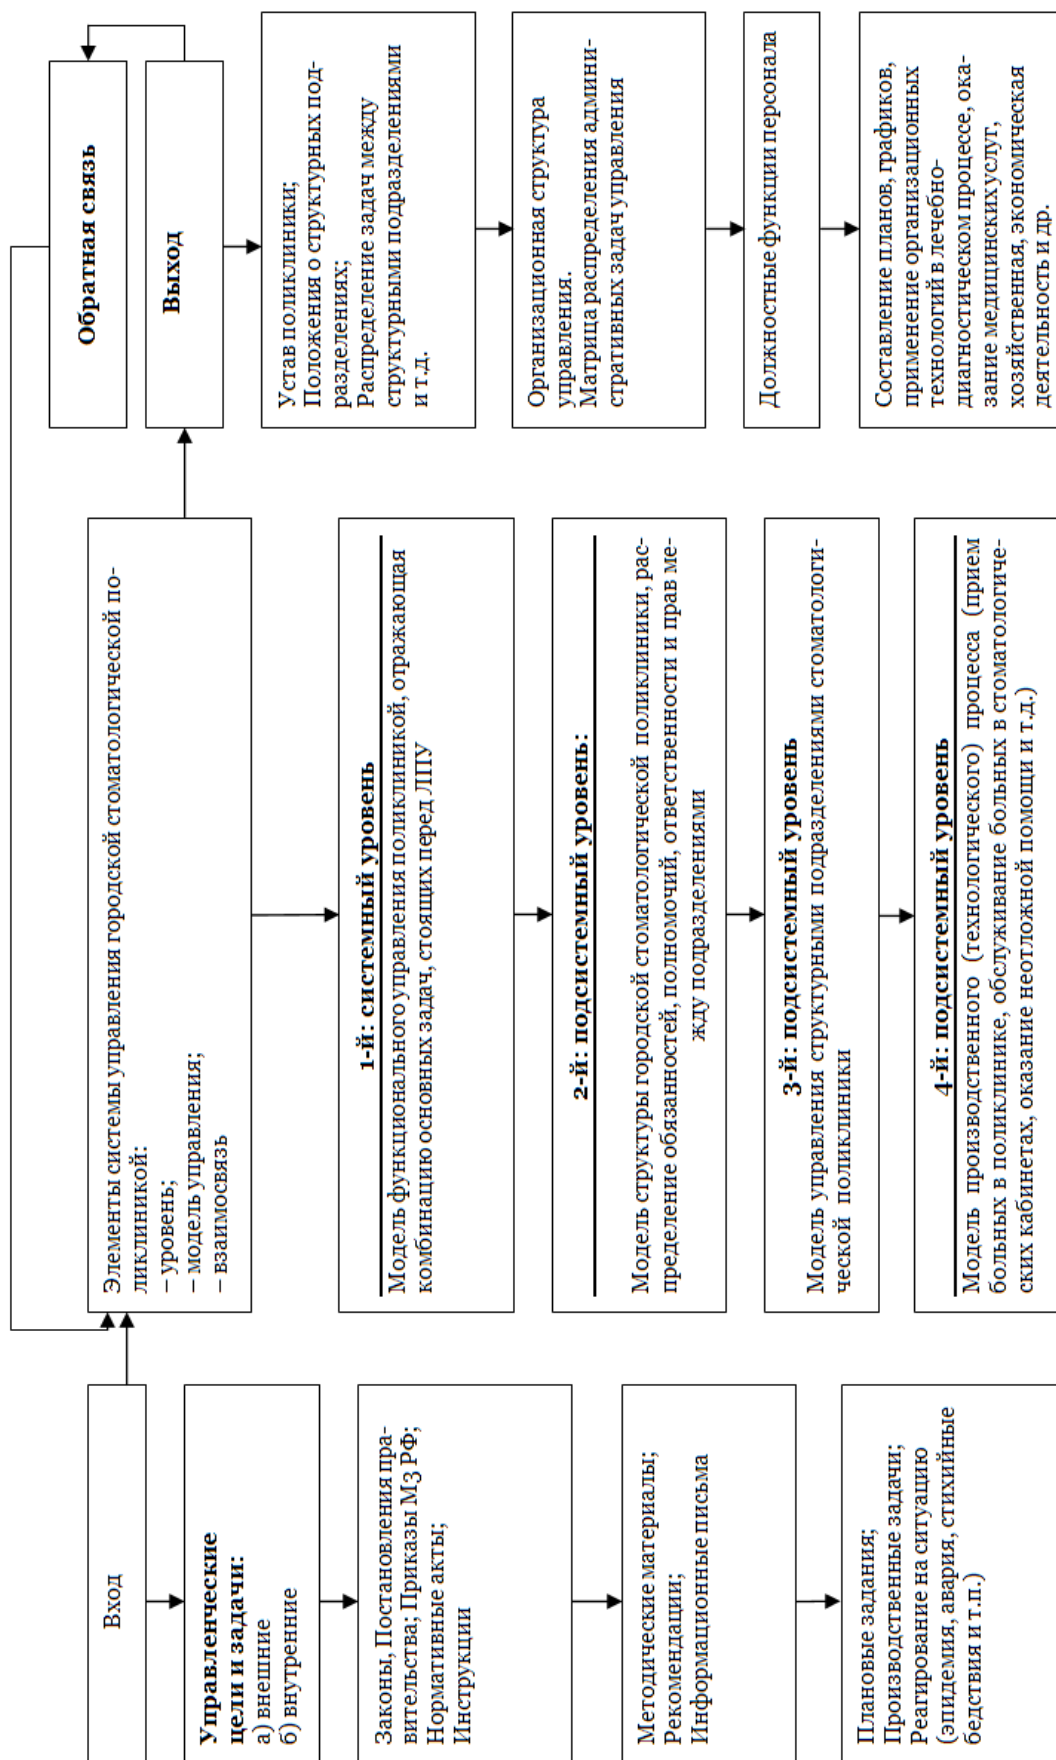 Вход
Управленческие
цели и задачи:
а) внешние
б) внутренние
Законы, Постановления пра-
вительства; Приказы МЗ РФ;
Нормативные акты;
Инструкции
Методические материалы;
Рекомендации;
Информационные письма
Плановые задания;
Производственные задачи;
Реагирование на ситуацию
(эпидемия, авария, стихийные
бедствия и т.п.)
Элементы системы управления городской стоматологической по-
ликлиникой:
– уровень;
– модель управления;
– взаимосвязь
1-й: системный уровень
Модель функционального управления поликлиникой, отражающая
комбинацию основных задач, стоящих перед ЛПУ
2-й: подсистемный уровень:
Модель структуры городской стоматологической поликлиники, рас-
пределение обязанностей, полномочий, ответственности и прав ме-
жду подразделениями
3-й: подсистемный уровень
Модель управления структурными подразделениями стоматологи-
ческой поликлиники
4-й: подсистемный уровень
Модель производственного (технологического) процесса (прием
больных в поликлинике, обслуживание больных в стоматологиче-
ских кабинетах, оказание неотложной помощи и т.д.)
Обратная связь
Выход
Устав поликлиники;
Положения о структурных под-
разделениях;
Распределение задач между
структурными подразделениями
и т.д.
Организационная структура
управления.
Матрица распределения админи-
стративных задач управления
Должностные функции персонала
Составление планов, графиков,
применение организационных
технологий в лечебно-
диагностическом процессе, ока-
зание медицинских услуг,
хозяйственная, экономическая
деятельность и др.